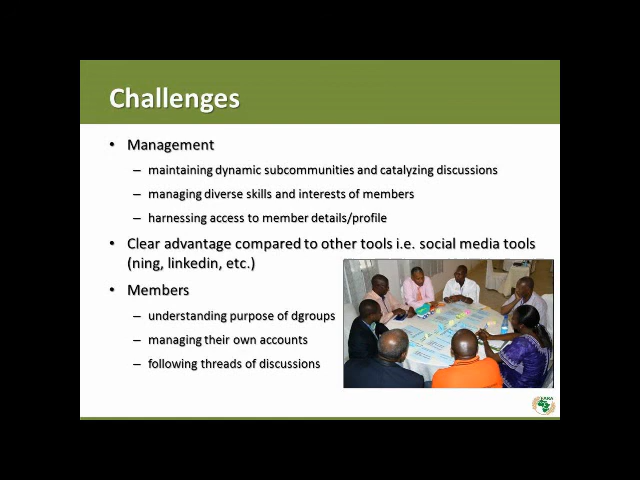 Challenges
• Management
– maintaining dynamic subcommunities and catalyzing discussions
– managing diverse skills and interests of members
– harnessing access to member details/profile
• Clear advantage compared to other tools i.e. social media tools
(ning, linkedin, etc.)
• Members
– understanding purpose of dgroups
– managing their own accounts
– following threads of discussions